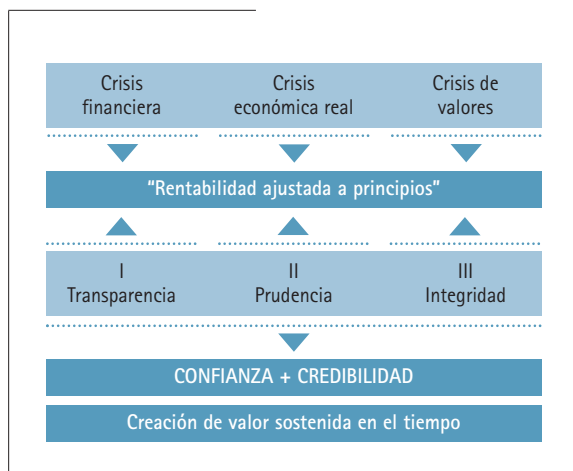 Crisis
financiera
Crisis
económica real
Crisis de
valores
“Rentabilidad ajustada a principios”
I
Transparencia
II
Prudencia
III
Integridad
CONFIANZA + CREDIBILIDAD
Creación de valor sostenida en el tiempo